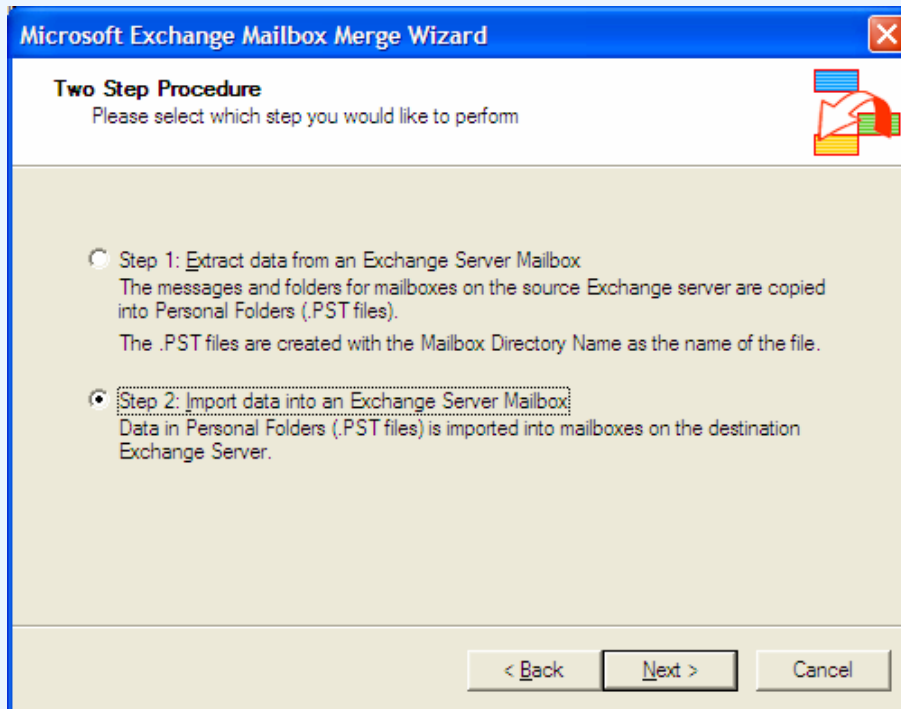 Microsoft Exchange Mailbox Merge Wizard
Two Step Procedure
Please select which step you would like to perform
Step 1: Extract data from an Exchange Server Mailbox
The messages and folders for mailboxes on the source Exchange server are copied
into Personal Folders (.PST files).
The .PST files are created with the Mailbox Directory Name as the name of the file.
Step 2: Import data into an Exchange Server Mailbox
Data in Personal Folders (.PST files) is imported into mailboxes on the destination
Exchange Server.
< Back Next > Cancel